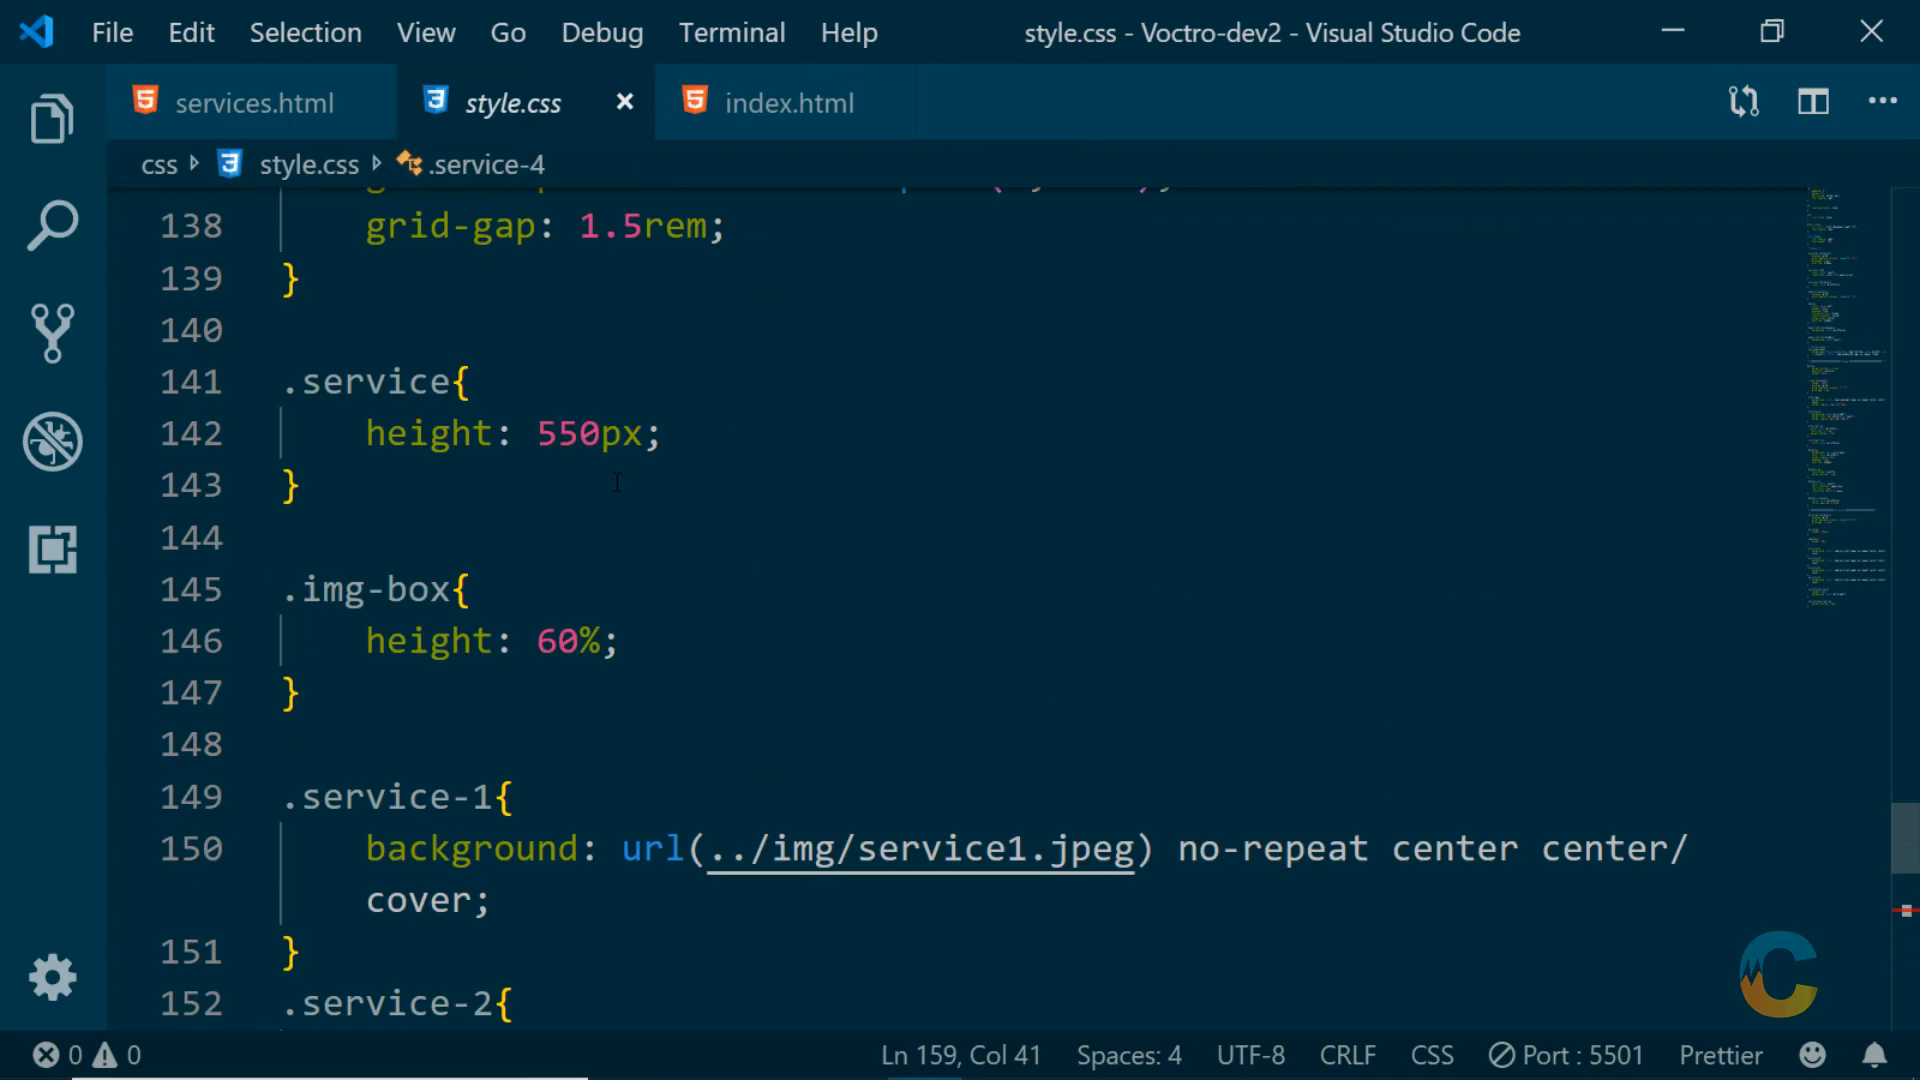 File Edit Selection View Go Debug Terminal Help style.css - Voctro-dev2 - Visual Studio Code
services.html style.css index.html
css style.css .service-4
138 grid-gap: 1.5rem;
139 }
140
141 .service{
142 height: 550px;
143 }
144
145 .img-box{
146 height: 60%;
147 }
148
149 .service-1{
150 background: url(../img/service1.jpeg) no-repeat center center/
cover;
151 }
152 .service-2{
0 0 Ln 159, Col 41 Spaces: 4 UTF-8 CRLF CSS Port : 5501 Prettier